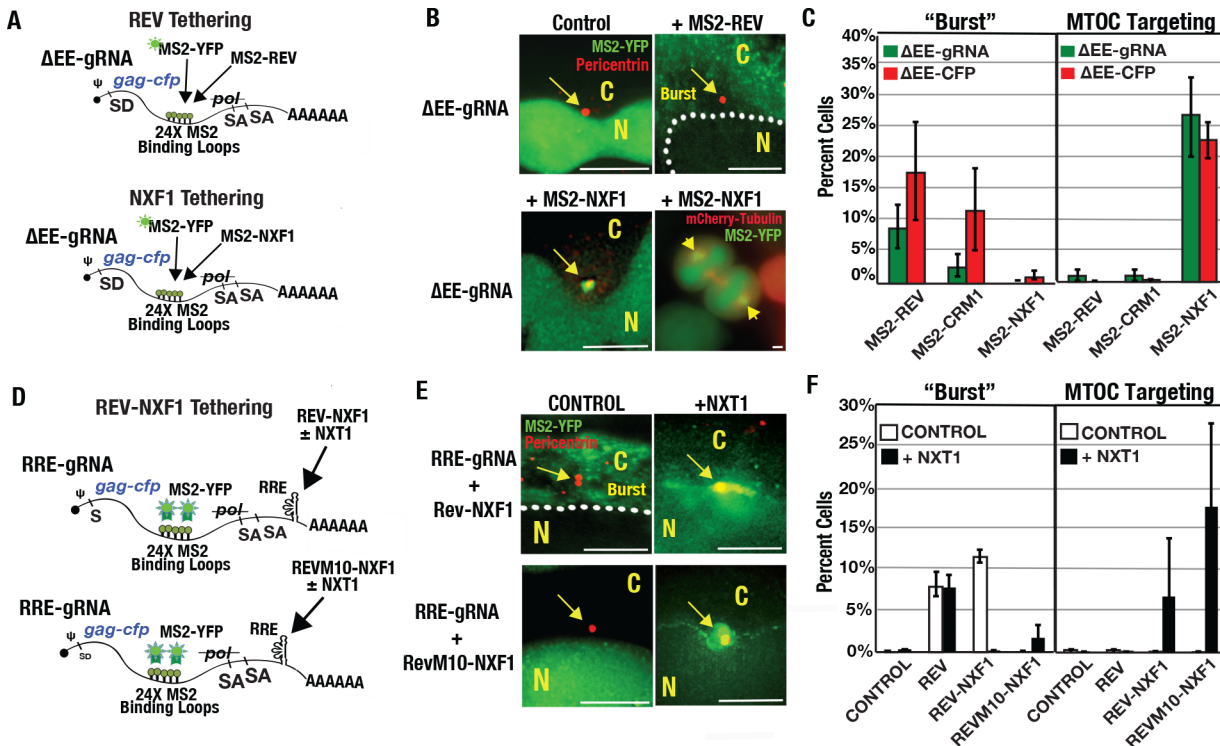 A
REV Tethering
MS2-YFP
ΔEE-gRNA
MS2-REV
ψ gag-cfp
SD
pol
SA SA
AAAAAA
24X MS2
Binding Loops
NXF1 Tethering
MS2-YFP
ΔEE-gRNA
MS2-NXF1
ψ gag-cfp
SD
pol
SA SA
AAAAAA
24X MS2
Binding Loops
B
Control
+ MS2-REV
ΔEE-gRNA
MS2-YFP
Pericentrin
C
N
C
Burst
N
+ MS2-NXF1
+ MS2-NXF1
ΔEE-gRNA
C
N
mCherry-Tubulin
MS2-YFP
C
"Burst"
MTOC Targeting
Percent Cells
40%
35%
30%
25%
20%
15%
10%
5%
0%
ΔEE-gRNA
ΔEE-CFP
ΔEE-gRNA
ΔEE-CFP
MS2-REV
MS2-CRM1
MS2-NXF1
MS2-REV
MS2-CRM1
MS2-NXF1
D
REV-NXF1 Tethering
REV-NXF1
± NXT1
RRE-gRNA
gag-cfp
MS2-YFP
RRE
ψ
S
pol
SA SA
AAAAAA
24X MS2
Binding Loops
REVM10-NXF1
± NXT1
RRE-gRNA
gag-cfp
MS2-YFP
RRE
ψ
SD
pol
SA SA
AAAAAA
24X MS2
Binding Loops
E
CONTROL
+NXT1
RRE-gRNA
+
Rev-NXF1
MS2-YFP
Pericentrin
C
Burst
N
C
N
RRE-gRNA
+
RevM10-NXF1
C
N
C
N
F
"Burst"
MTOC Targeting
Percent Cells
30%
25%
20%
15%
10%
5%
0%
CONTROL
+ NXT1
CONTROL
+ NXT1
CONTROL
REV
REV-NXF1
REVM10-NXF1
CONTROL
REV
REV-NXF1
REVM10-NXF1